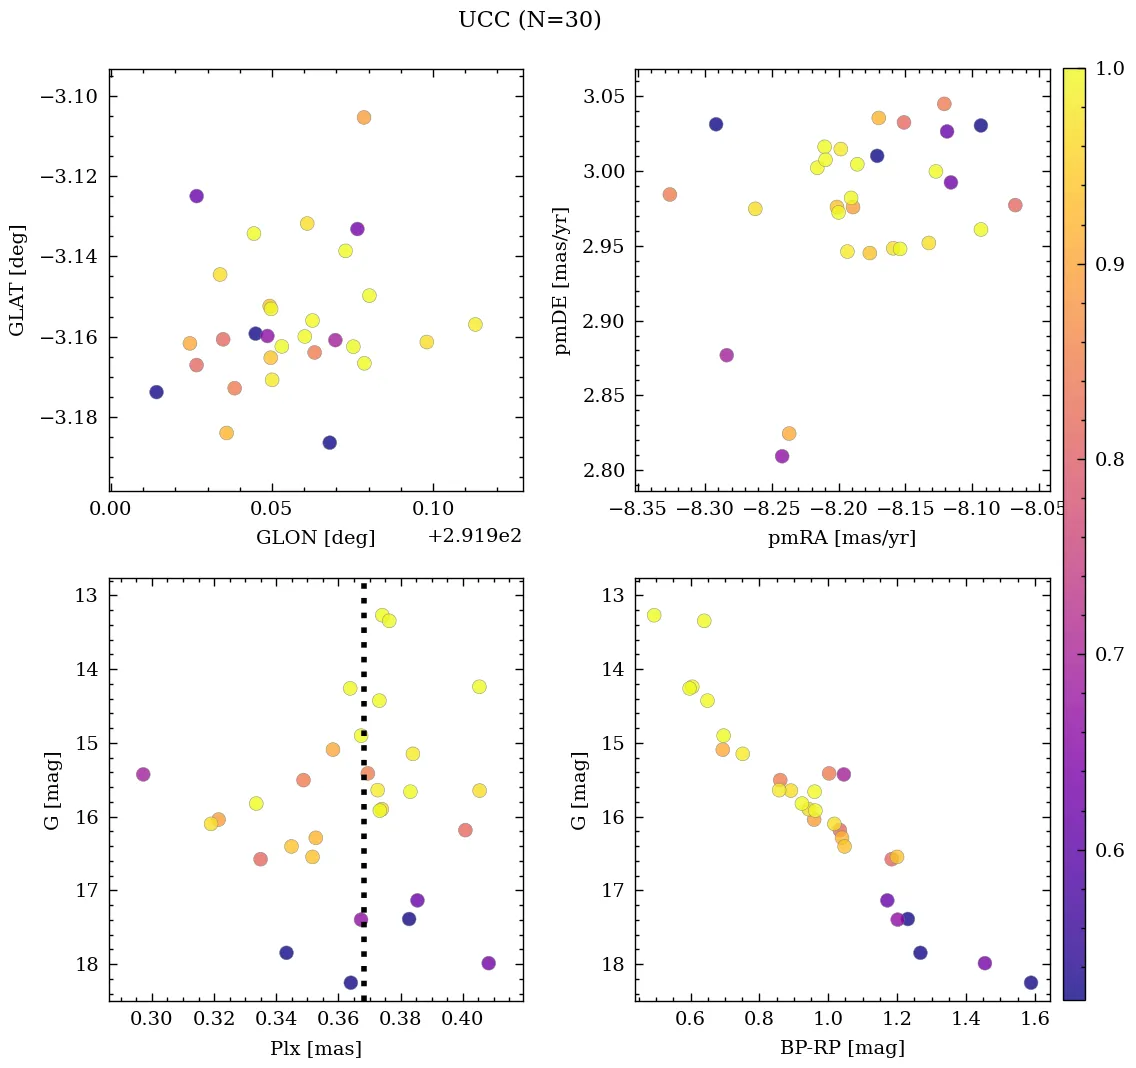 UCC (N=30)
−3.10
−3.12
−3.14
−3.16
−3.18
GLAT [deg]
0.00 0.05 0.10
GLON [deg] +2.919e2
3.05
3.00
2.95
2.90
2.85
2.80
pmDE [mas/yr]
−8.35 −8.30 −8.25 −8.20 −8.15 −8.10 −8.05
pmRA [mas/yr]
1.0
0.9
0.8
0.7
0.6
13
14
15
16
17
18
G [mag]
0.30 0.32 0.34 0.36 0.38 0.40
Plx [mas]
13
14
15
16
17
18
G [mag]
0.6 0.8 1.0 1.2 1.4 1.6
BP-RP [mag]